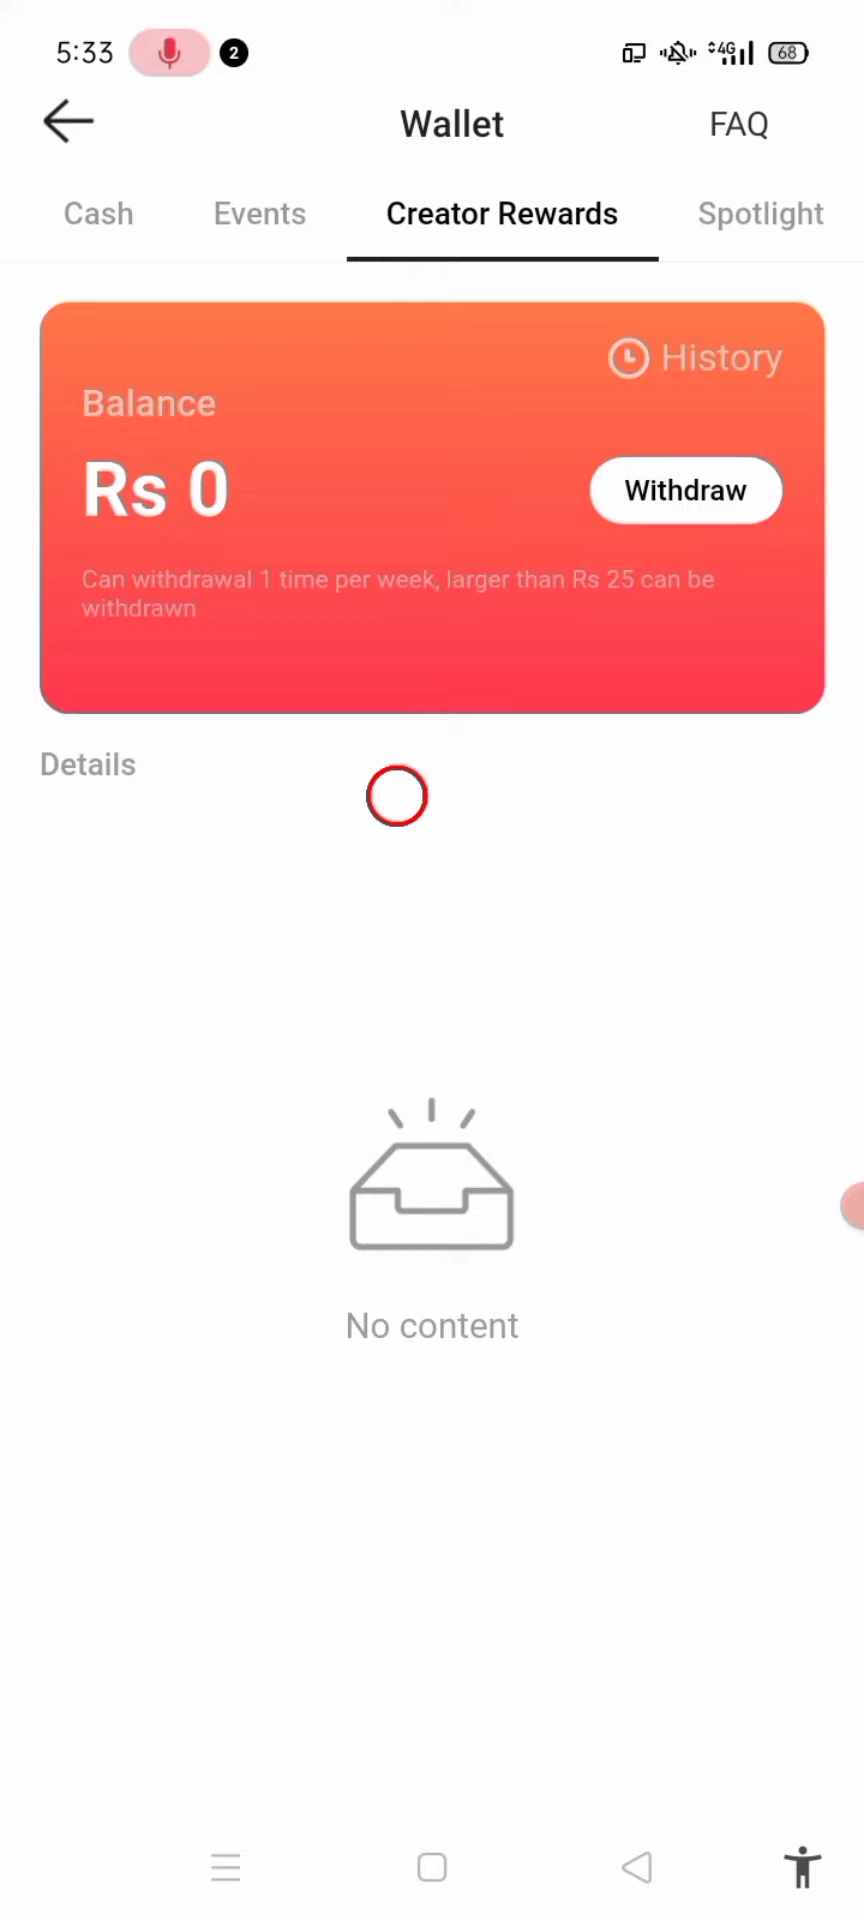 5:33 2 4G 68
Wallet FAQ
Cash Events Creator Rewards Spotlight
History
Balance
Rs 0 Withdraw
Can withdrawal 1 time per week, larger than Rs 25 can be
withdrawn
Details
No content